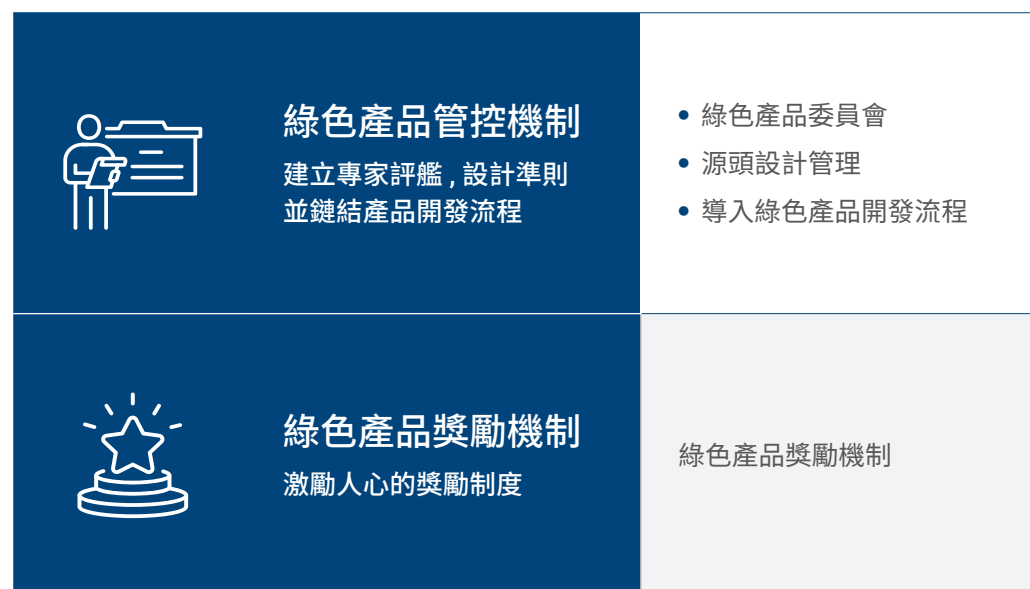 綠色產品管控機制
建立專家評艦 , 設計準則
並鏈結產品開發流程
• 綠色產品委員會
• 源頭設計管理
• 導入綠色產品開發流程
綠色產品獎勵機制
激勵人心的獎勵制度
綠色產品獎勵機制